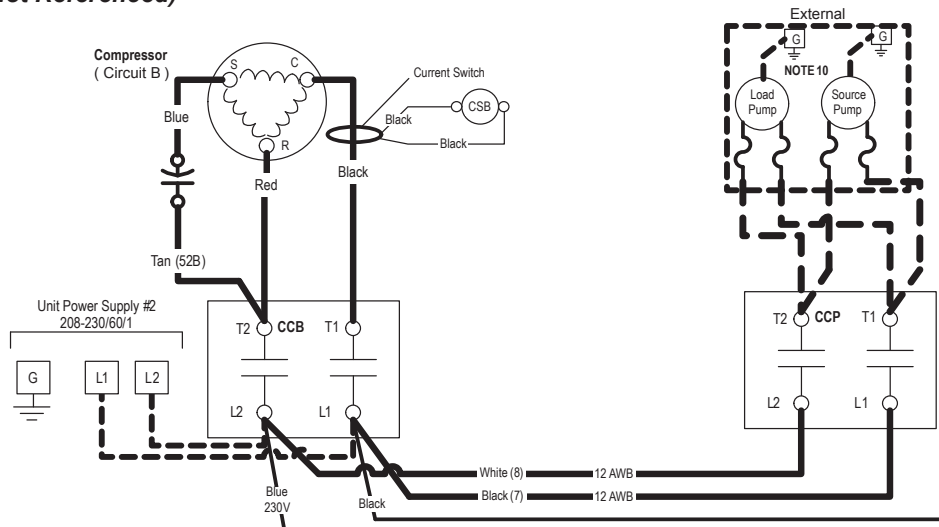 ot Referenced)
External
G
G
NOTE 10
Load
Pump
Source
Pump
Compressor
( Circuit B )
S
C
R
Current Switch
CSB
Black
Black
Blue
Red
Black
Tan (52B)
Unit Power Supply #2
208-230/60/1
G
L1
L2
T2
CCB
T1
L2
L1
T2
CCP
T1
L2
L1
White (8)
12 AWB
Black (7)
12 AWB
Blue
230V
Black